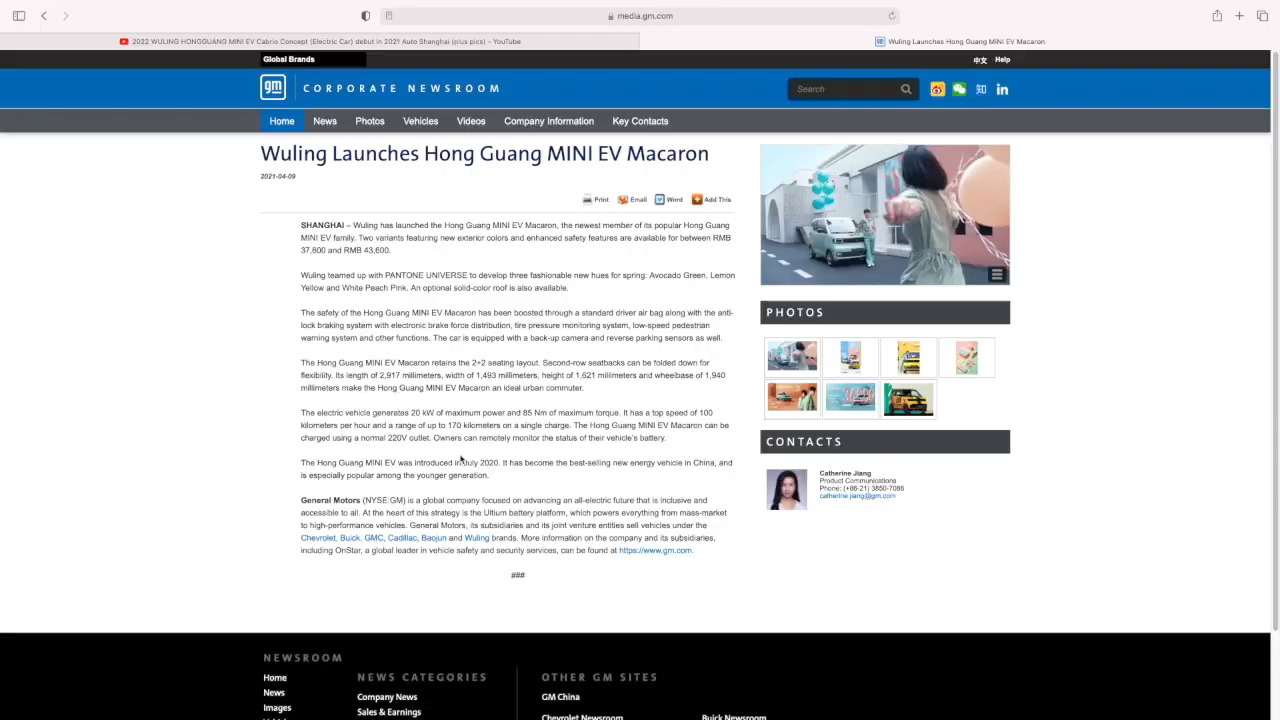 media.gm.com
2022 WULING HONGGUANG MINI EV Cabrio Concept (Electric Car) debut in 2021 Auto Shanghai (plus pics) – YouTube
Wuling Launches Hong Guang MINI EV Macaron
Global Brands
中文 Help
gm CORPORATE NEWSROOM
Search
知 in
Home News Photos Vehicles Videos Company Information Key Contacts
Wuling Launches Hong Guang MINI EV Macaron
2021-04-09
Print Email Word Add This
SHANGHAI – Wuling has launched the Hong Guang MINI EV Macaron, the newest member of its popular Hong Guang
MINI EV family. Two variants featuring new exterior colors and enhanced safety features are available for between RMB
37,600 and RMB 43,600.
Wuling teamed up with PANTONE UNIVERSE to develop three fashionable new hues for spring: Avocado Green, Lemon
Yellow and White Peach Pink. An optional solid-color roof is also available.
The safety of the Hong Guang MINI EV Macaron has been boosted through a standard driver air bag along with the anti-
lock braking system with electronic brake force distribution, tire pressure monitoring system, low-speed pedestrian
warning system and other functions. The car is equipped with a back-up camera and reverse parking sensors as well.
The Hong Guang MINI EV Macaron retains the 2+2 seating layout. Second-row seatbacks can be folded down for
flexibility. Its length of 2,917 millimeters, width of 1,493 millimeters, height of 1,621 millimeters and wheelbase of 1,940
millimeters make the Hong Guang MINI EV Macaron an ideal urban commuter.
The electric vehicle generates 20 kW of maximum power and 85 Nm of maximum torque. It has a top speed of 100
kilometers per hour and a range of up to 170 kilometers on a single charge. The Hong Guang MINI EV Macaron can be
charged using a normal 220V outlet. Owners can remotely monitor the status of their vehicle's battery.
The Hong Guang MINI EV was introduced in July 2020. It has become the best-selling new energy vehicle in China, and
is especially popular among the younger generation.
General Motors (NYSE:GM) is a global company focused on advancing an all-electric future that is inclusive and
accessible to all. At the heart of this strategy is the Ultium battery platform, which powers everything from mass-market
to high-performance vehicles. General Motors, its subsidiaries and its joint venture entities sell vehicles under the
Chevrolet, Buick, GMC, Cadillac, Baojun and Wuling brands. More information on the company and its subsidiaries,
including OnStar, a global leader in vehicle safety and security services, can be found at https://www.gm.com.
###
PHOTOS
CONTACTS
Catherine Jiang
Product Communications
Phone: (+86-21) 3850-7086
catherine.jiang@gm.com
NEWSROOM
Home
News
Images
NEWS CATEGORIES
Company News
Sales & Earnings
OTHER GM SITES
GM China
Chevrolet Newsroom
Buick Newsroom